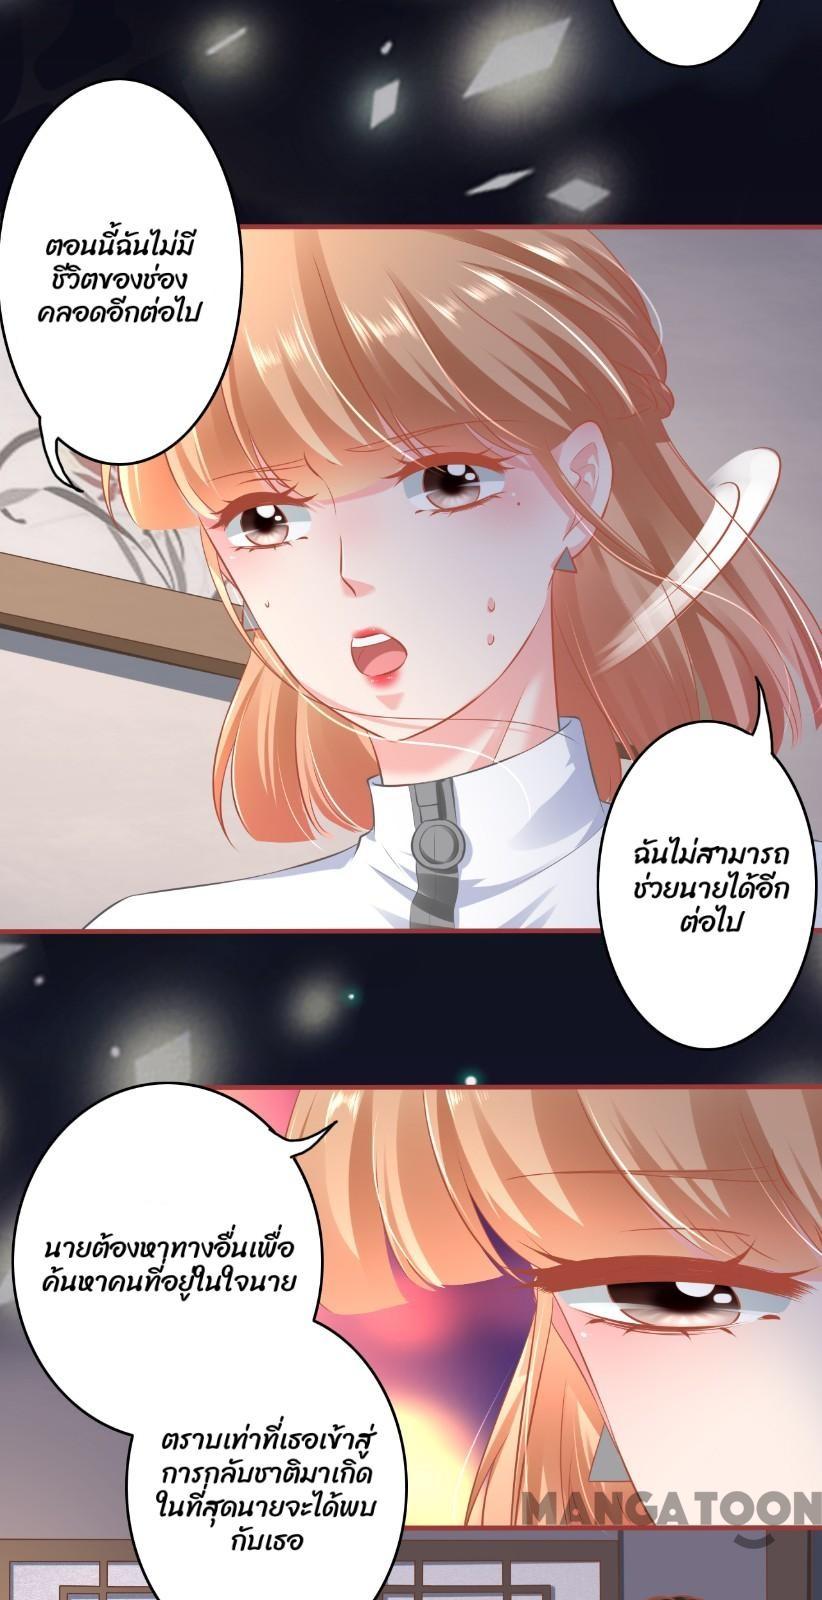 ตอนนี้ฉันไม่มี
ชีวิตของช่อง
คลอดอีกต่อไป
ฉันไม่สามารถ
ช่วยนายได้อีก
ต่อไป
นายต้องหาทางอื่นเพื่อ
ค้นหาคนที่อยู่ในใจนาย
ตราบเท่าที่เธอเข้าสู่
การกลับชาติมาเกิด
ในที่สุดนายจะได้พบ
กับเธอ
MANGATOON